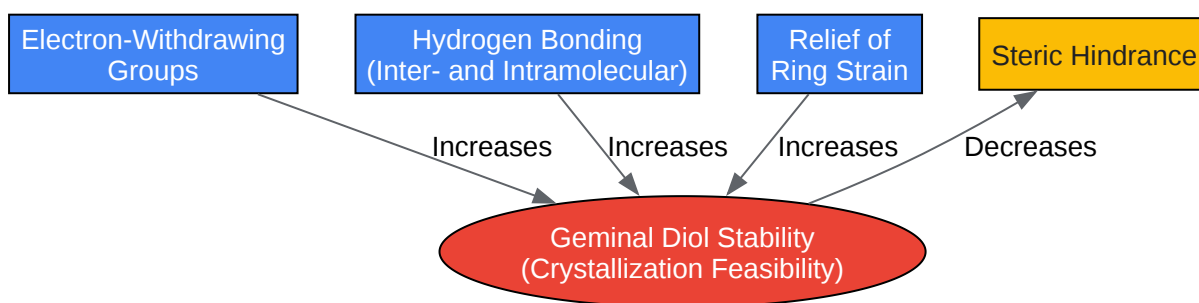 Electron-Withdrawing
Groups
Hydrogen Bonding
(Inter- and Intramolecular)
Relief of
Ring Strain
Steric Hindrance
Increases
Increases
Increases
Decreases
Geminal Diol Stability
(Crystallization Feasibility)